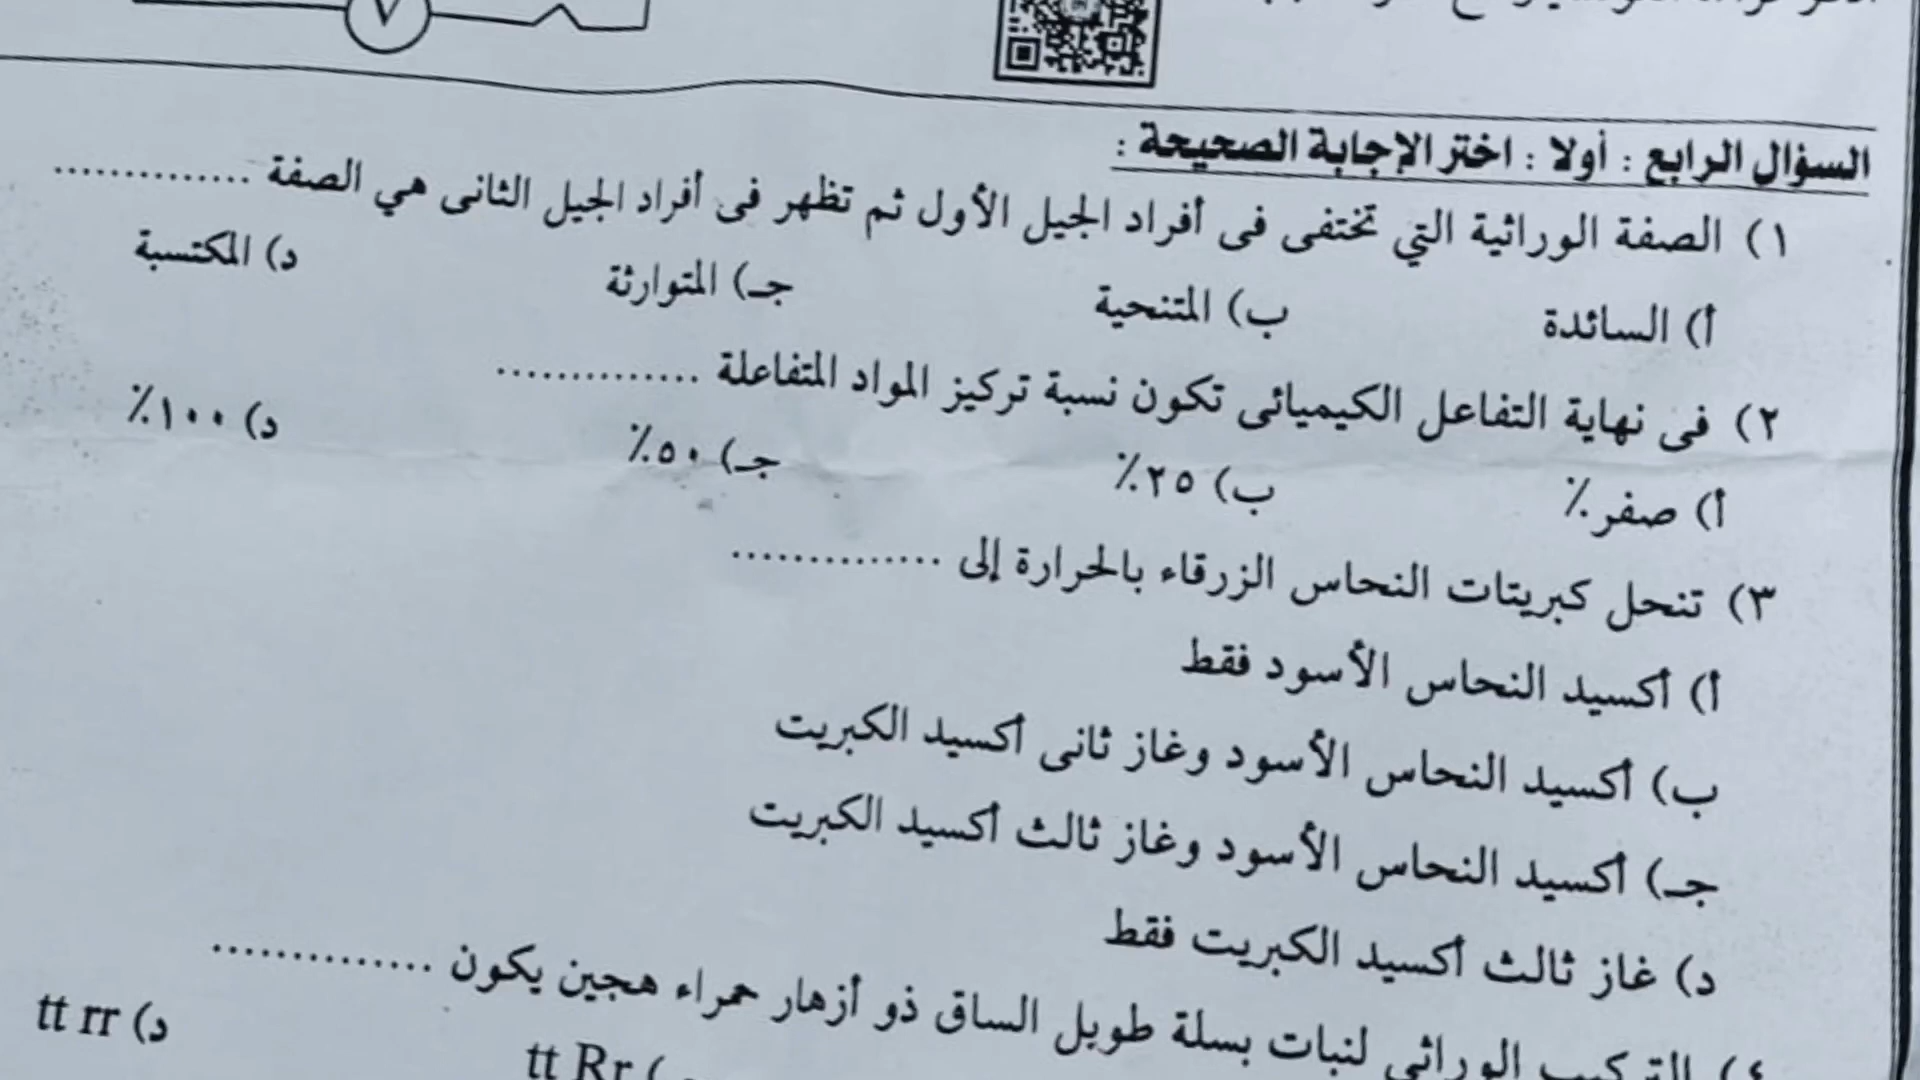 V
السؤال الرابع : أولا : اختر الإجابة الصحيحة :
١) الصفة الوراثية التي تختفى فى أفراد الجيل الأول ثم تظهر فى أفراد الجيل الثانى هي الصفة ..............
أ) السائدة ب) المتنحية جـ) المتوارثة د) المكتسبة
٢) فى نهاية التفاعل الكيميائى تكون نسبة تركيز المواد المتفاعلة ..............
أ) صفر٪ ب) ٢٥٪ جـ) ٥٠٪ د) ١٠٠٪
٣) تنحل كبريتات النحاس الزرقاء بالحرارة إلى ..............
أ) أكسيد النحاس الأسود فقط
ب) أكسيد النحاس الأسود وغاز ثانى أكسيد الكبريت
جـ) أكسيد النحاس الأسود وغاز ثالث أكسيد الكبريت
د) غاز ثالث أكسيد الكبريت فقط
٤) التركيب الوراثى لنبات بسلة طويل الساق ذو أزهار حمراء هجين يكون ..............
tt Rr د) tt rr